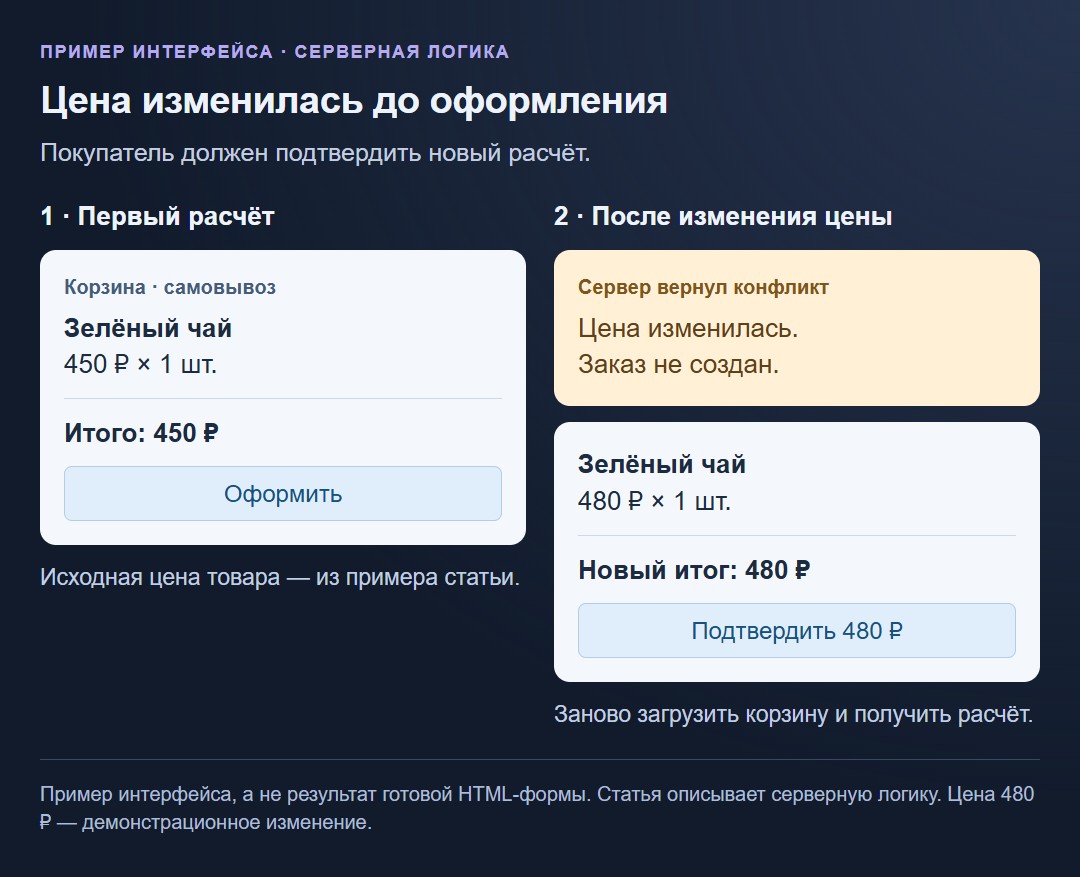 ПРИМЕР ИНТЕРФЕЙСА · СЕРВЕРНАЯ ЛОГИКА
Цена изменилась до оформления
Покупатель должен подтвердить новый расчёт.
1 · Первый расчёт
Корзина · самовывоз
Зелёный чай
450 ₽ × 1 шт.
Итого: 450 ₽
Оформить
Исходная цена товара — из примера статьи.
2 · После изменения цены
Сервер вернул конфликт
Цена изменилась.
Заказ не создан.
Зелёный чай
480 ₽ × 1 шт.
Новый итог: 480 ₽
Подтвердить 480 ₽
Заново загрузить корзину и получить расчёт.
Пример интерфейса, а не результат готовой HTML-формы. Статья описывает серверную логику. Цена 480
₽ — демонстрационное изменение.